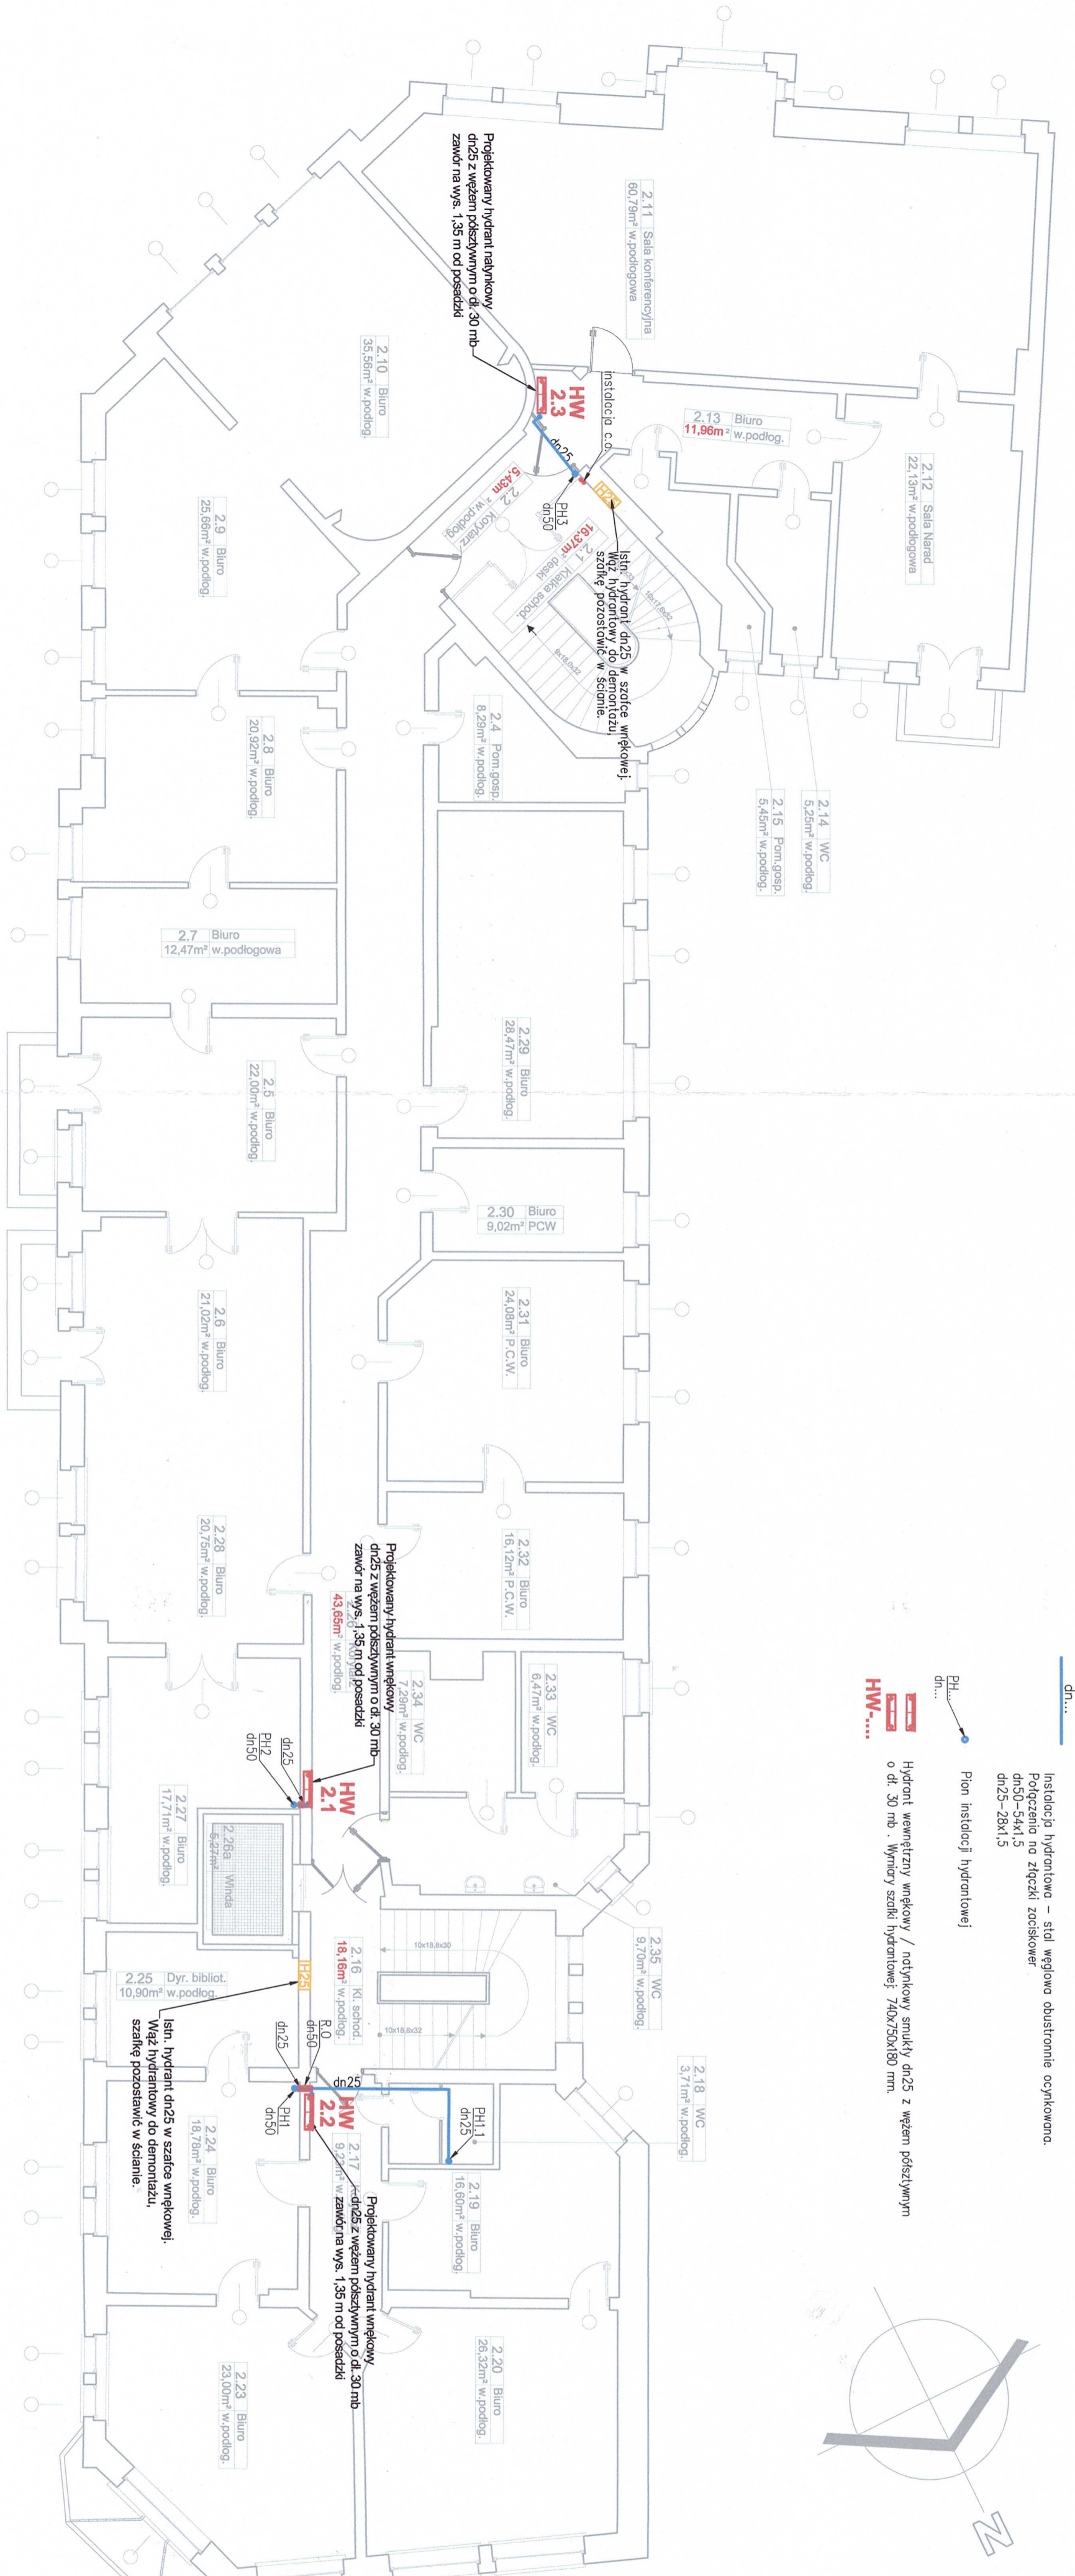 dn...
Instalacja hydrantowa – stal węglowa obustronnie ocynkowana.
Połączenia na złączki zaciskower
dn50–54x1,5
dn25–28x1,5
PH...
dn...
Pion instalacji hydrantowej
HW-....
Hydrant wewnętrzny wnękowy / natynkowy smukły dn25 z wężem półsztywnym
o dł. 30 mb . Wymiary szafki hydrantowej; 740x750x180 mm.
N
2.11 Sala konferencyjna
60,79m² w.podłogowa
2.12 Sala Narad
22,13m² w.podłogowa
2.13 Biuro
11,96m² w.podłog.
2.14 WC
5,25m² w.podłog.
2.15 Pom.gosp.
5,45m² w.podłog.
Projektowany hydrant natynkowy
dn25 z wężem półsztywnym o dł. 30 mb
zawór na wys. 1,35 m od posadzki
HW
2.3
instalacja c.o.
dn25
PH3
dn50
H25
Istn. hydrant dn25 w szafce wnękowej.
Wąż hydrantowy do demontażu,
szafkę pozostawić w ścianie.
2.1 Klatka schod.
16,37m² deski
10x17,6x32
9x18,0x32
2.2 Korytarz
5,43m² w.podłog.
2.10 Biuro
35,56m² w.podłog.
2.9 Biuro
25,66m² w.podłog.
2.8 Biuro
20,92m² w.podłog.
2.4 Pom.gosp.
8,29m² w.podłog.
2.7 Biuro
12,47m² w.podłogowa
2.29 Biuro
28,47m² w.podłog.
2.5 Biuro
22,00m² w.podłog.
2.30 Biuro
9,02m² PCW
2.6 Biuro
21,02m² w.podłog.
2.31 Biuro
24,08m² P.C.W.
2.28 Biuro
20,75m² w.podłog.
2.32 Biuro
16,12m² P.C.W.
Projektowany hydrant wnękowy
dn25 z wężem półsztywnym o dł. 30 mb
zawór na wys. 1,35 m od posadzki
43,65m² w.podłog.
2.34 WC
7,29m² w.podłog.
2.33 WC
6,47m² w.podłog.
HW
2.1
dn25
PH2
dn50
2.27 Biuro
17,71m² w.podłog.
2.26a Winda
5,27m²
2.35 WC
9,70m² w.podłog.
2.16 Kl. schod.
18,16m² w.podłog.
10x18,8x30
10x18,8x32
H25
2.25 Dyr. bibliot.
10,90m² w.podłog.
Istn. hydrant dn25 w szafce wnękowej.
Wąż hydrantowy do demontażu,
szafkę pozostawić w ścianie.
R.O
dn50
dn25
PH1
dn50
dn25
HW
2.2
PH1.1
dn25
2.18 WC
3,71m² w.podłog.
2.17
2.19 Biuro
16,60m² w.podłog.
2.24 Biuro
18,78m² w.podłog.
Projektowany hydrant wnękowy
dn25 z wężem półsztywnym o dł. 30 mb
zawór na wys. 1,35 m od posadzki
2.20 Biuro
26,32m² w.podłog.
2.23 Biuro
23,00m² w.podłog.